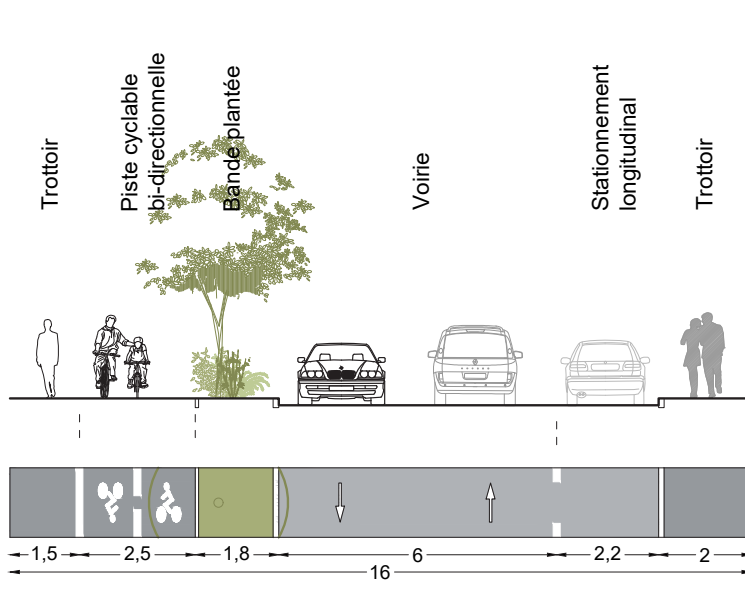 Trottoir
Piste cyclable
bi-directionnelle
Bande plantée
Voirie
Stationnement
longitudinal
Trottoir
1,5
2,5
1,8
6
2,2
2
16